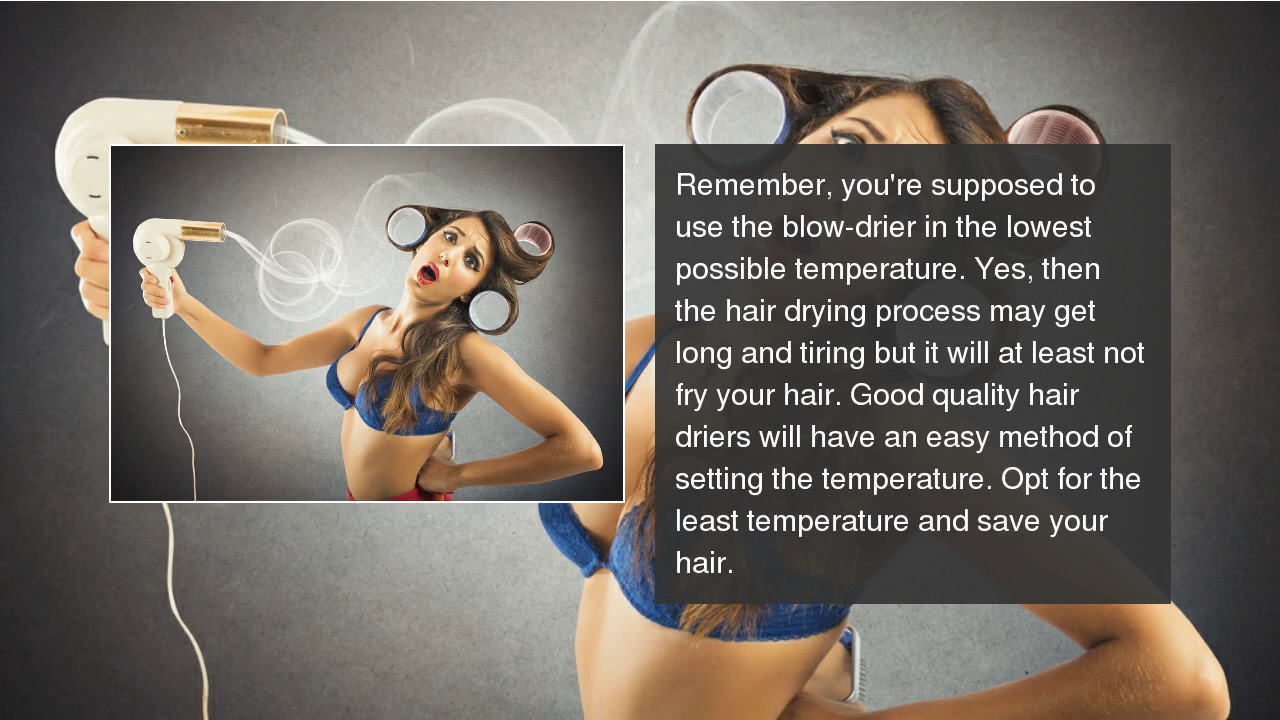 Remember, you're supposed to
use the blow-drier in the lowest
possible temperature. Yes, then
the hair drying process may get
long and tiring but it will at least not
fry your hair. Good quality hair
driers will have an easy method of
setting the temperature. Opt for the
least temperature and save your
hair.